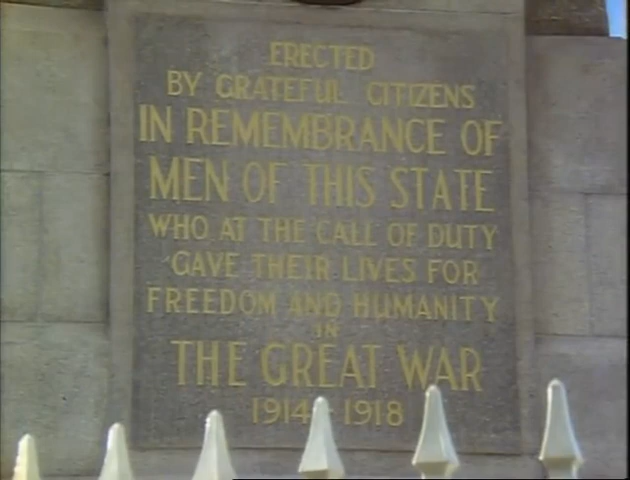 ERECTED
BY GRATEFUL CITIZENS
IN REMEMBRANCE OF
MEN OF THIS STATE
WHO AT THE CALL OF DUTY
GAVE THEIR LIVES FOR
FREEDOM AND HUMANITY
IN
THE GREAT WAR
1914 - 1918